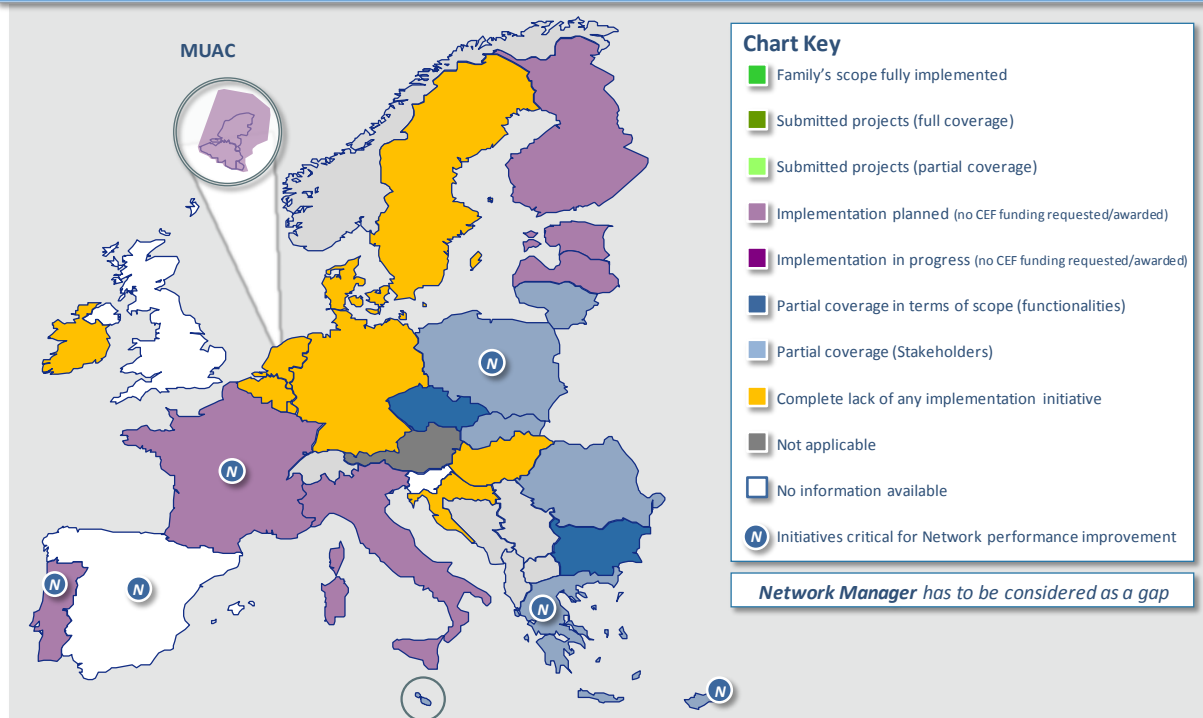 MUAC
Chart Key
Family's scope fully implemented
Submitted projects (full coverage)
Submitted projects (partial coverage)
Implementation planned (no CEF funding requested/awarded)
Implementation in progress (no CEF funding requested/awarded)
Partial coverage in terms of scope (functionalities)
Partial coverage (Stakeholders)
Complete lack of any implementation initiative
Not applicable
No information available
N Initiatives critical for Network performance improvement
Network Manager has to be considered as a gap
N
N
N
N
N
N